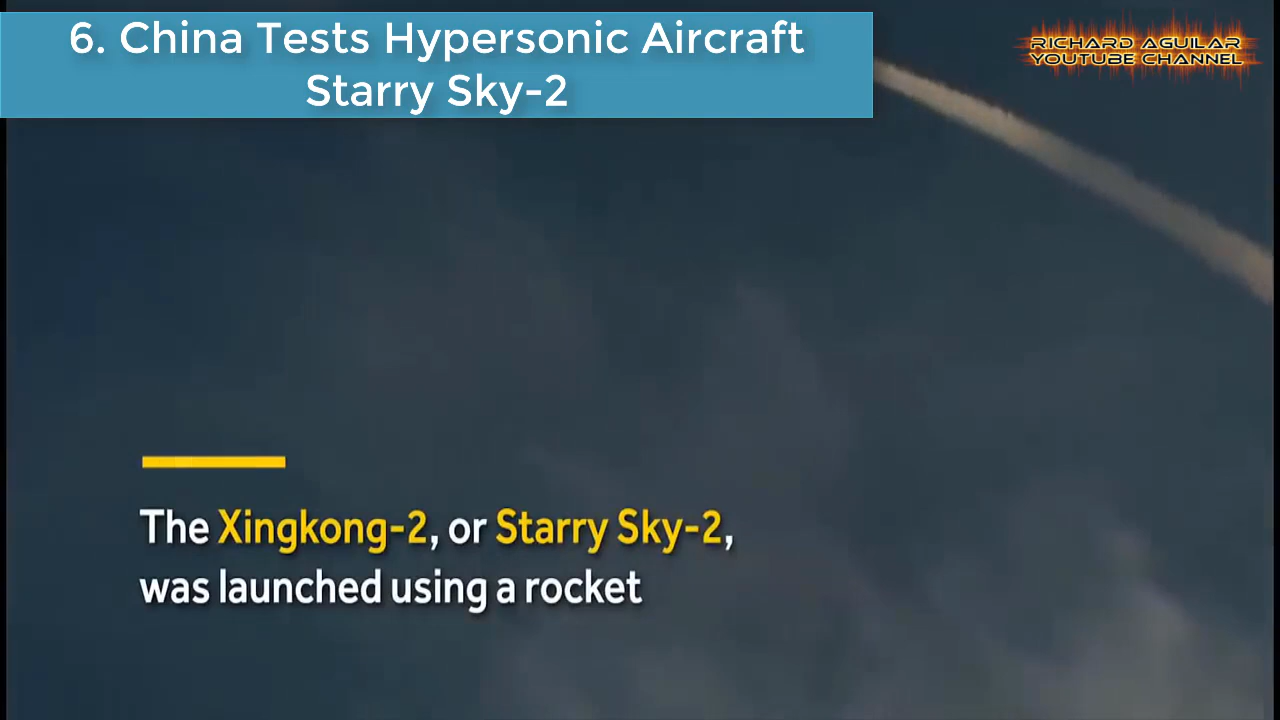 6. China Tests Hypersonic Aircraft
Starry Sky-2
RICHARD AGUILAR
YOUTUBE CHANNEL
The Xingkong-2, or Starry Sky-2,
was launched using a rocket